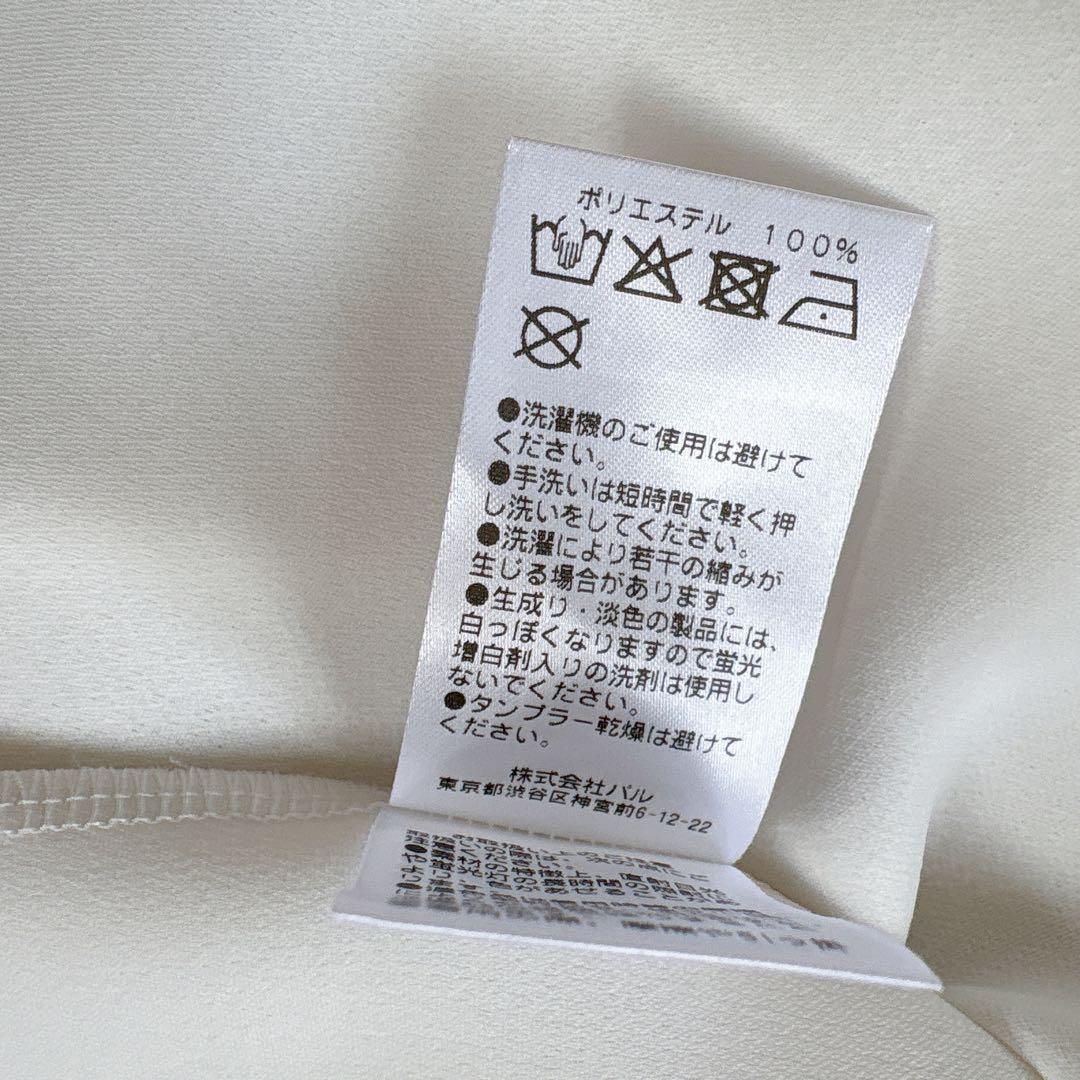 ポリエステル 100%
●洗濯機のご使用は避けて
ください。
●手洗いは短時間で軽く押
し洗いをしてください。
●洗濯により若干の縮みが
生じる場合があります。
●生成り・淡色の製品には、
白っぽくなりますので蛍光
増白剤入りの洗剤は使用し
ないでください。
●タンブラー乾燥は避けて
ください。
株式会社パル
東京都渋谷区神宮前6-12-22